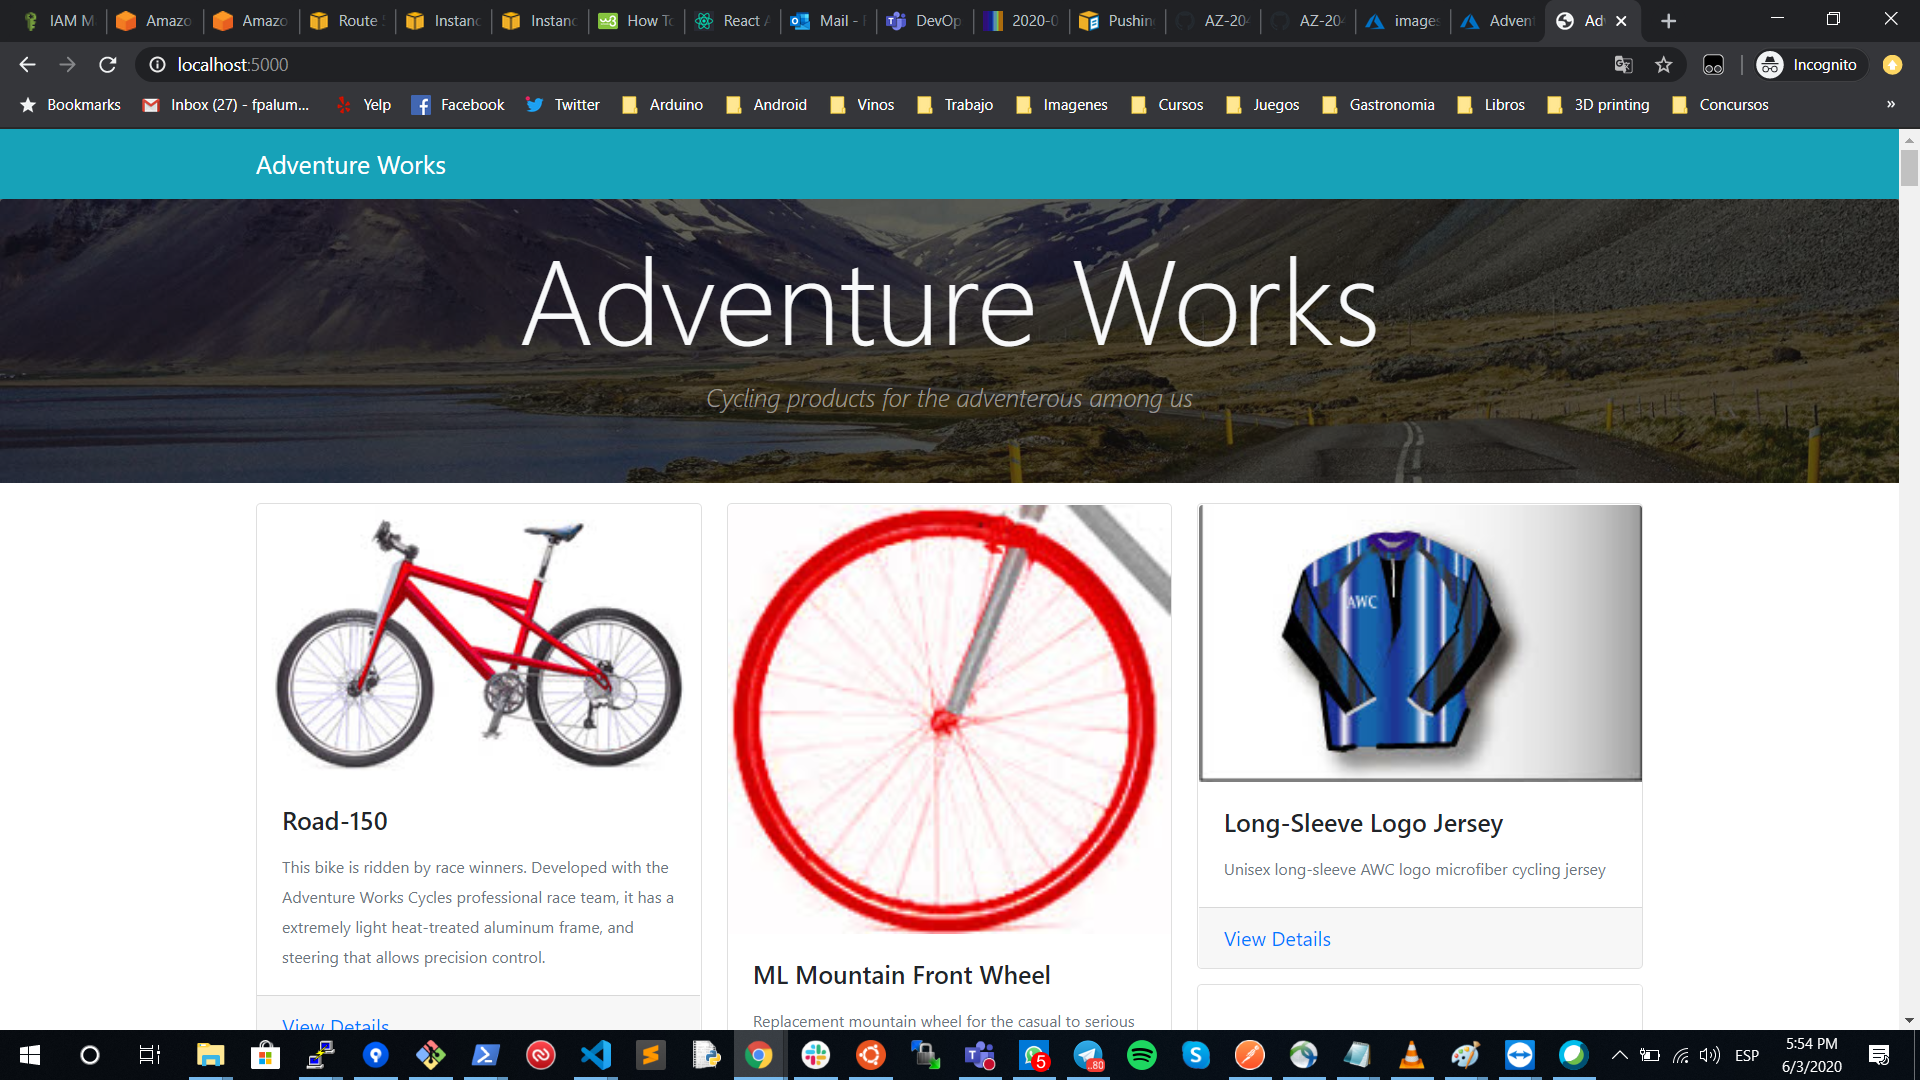 IAM M
Amazo
Amazo
Route
Instanc
Instanc
How To
React A
Mail - f
DevOp
2020-0
Pushin
AZ-204
AZ-204
images
Advent
Ad
localhost:5000
Incognito
Bookmarks
Inbox (27) - fpalum...
Yelp
Facebook
Twitter
Arduino
Android
Vinos
Trabajo
Imagenes
Cursos
Juegos
Gastronomia
Libros
3D printing
Concursos
»
Adventure Works
Adventure Works
Cycling products for the adventerous among us
Road-150
This bike is ridden by race winners. Developed with the
Adventure Works Cycles professional race team, it has a
extremely light heat-treated aluminum frame, and
steering that allows precision control.
View Details
ML Mountain Front Wheel
Replacement mountain wheel for the casual to serious
AWC
Long-Sleeve Logo Jersey
Unisex long-sleeve AWC logo microfiber cycling jersey
View Details
5
80
ESP
5:54 PM
6/3/2020